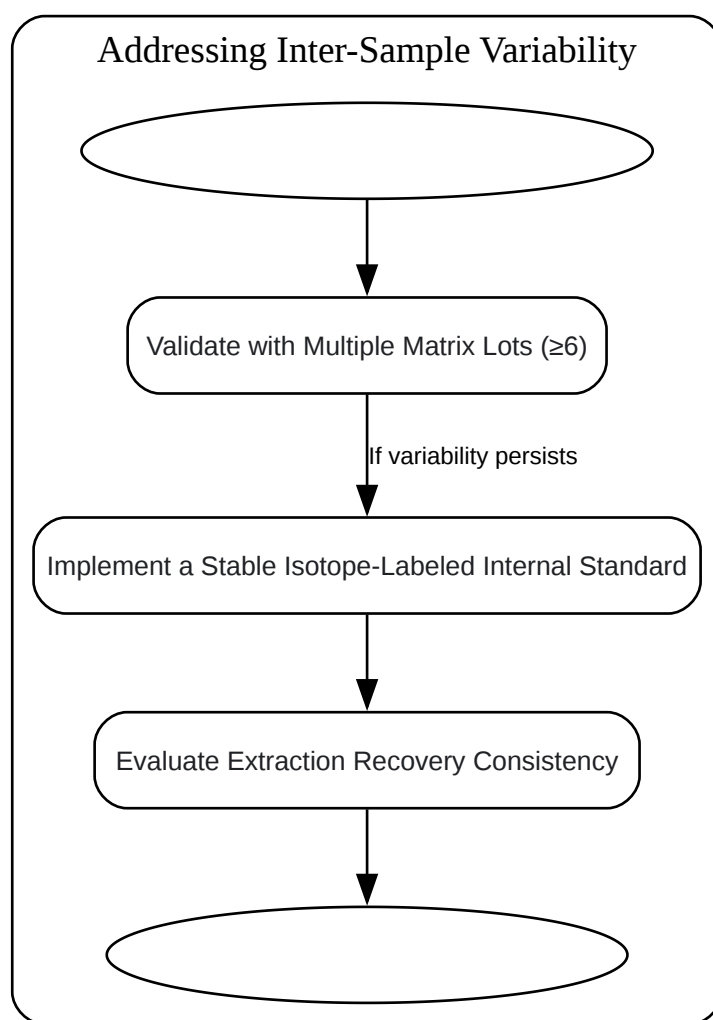 Addressing Inter-Sample Variability
Validate with Multiple Matrix Lots (≥6)
If variability persists
Implement a Stable Isotope-Labeled Internal Standard
Evaluate Extraction Recovery Consistency